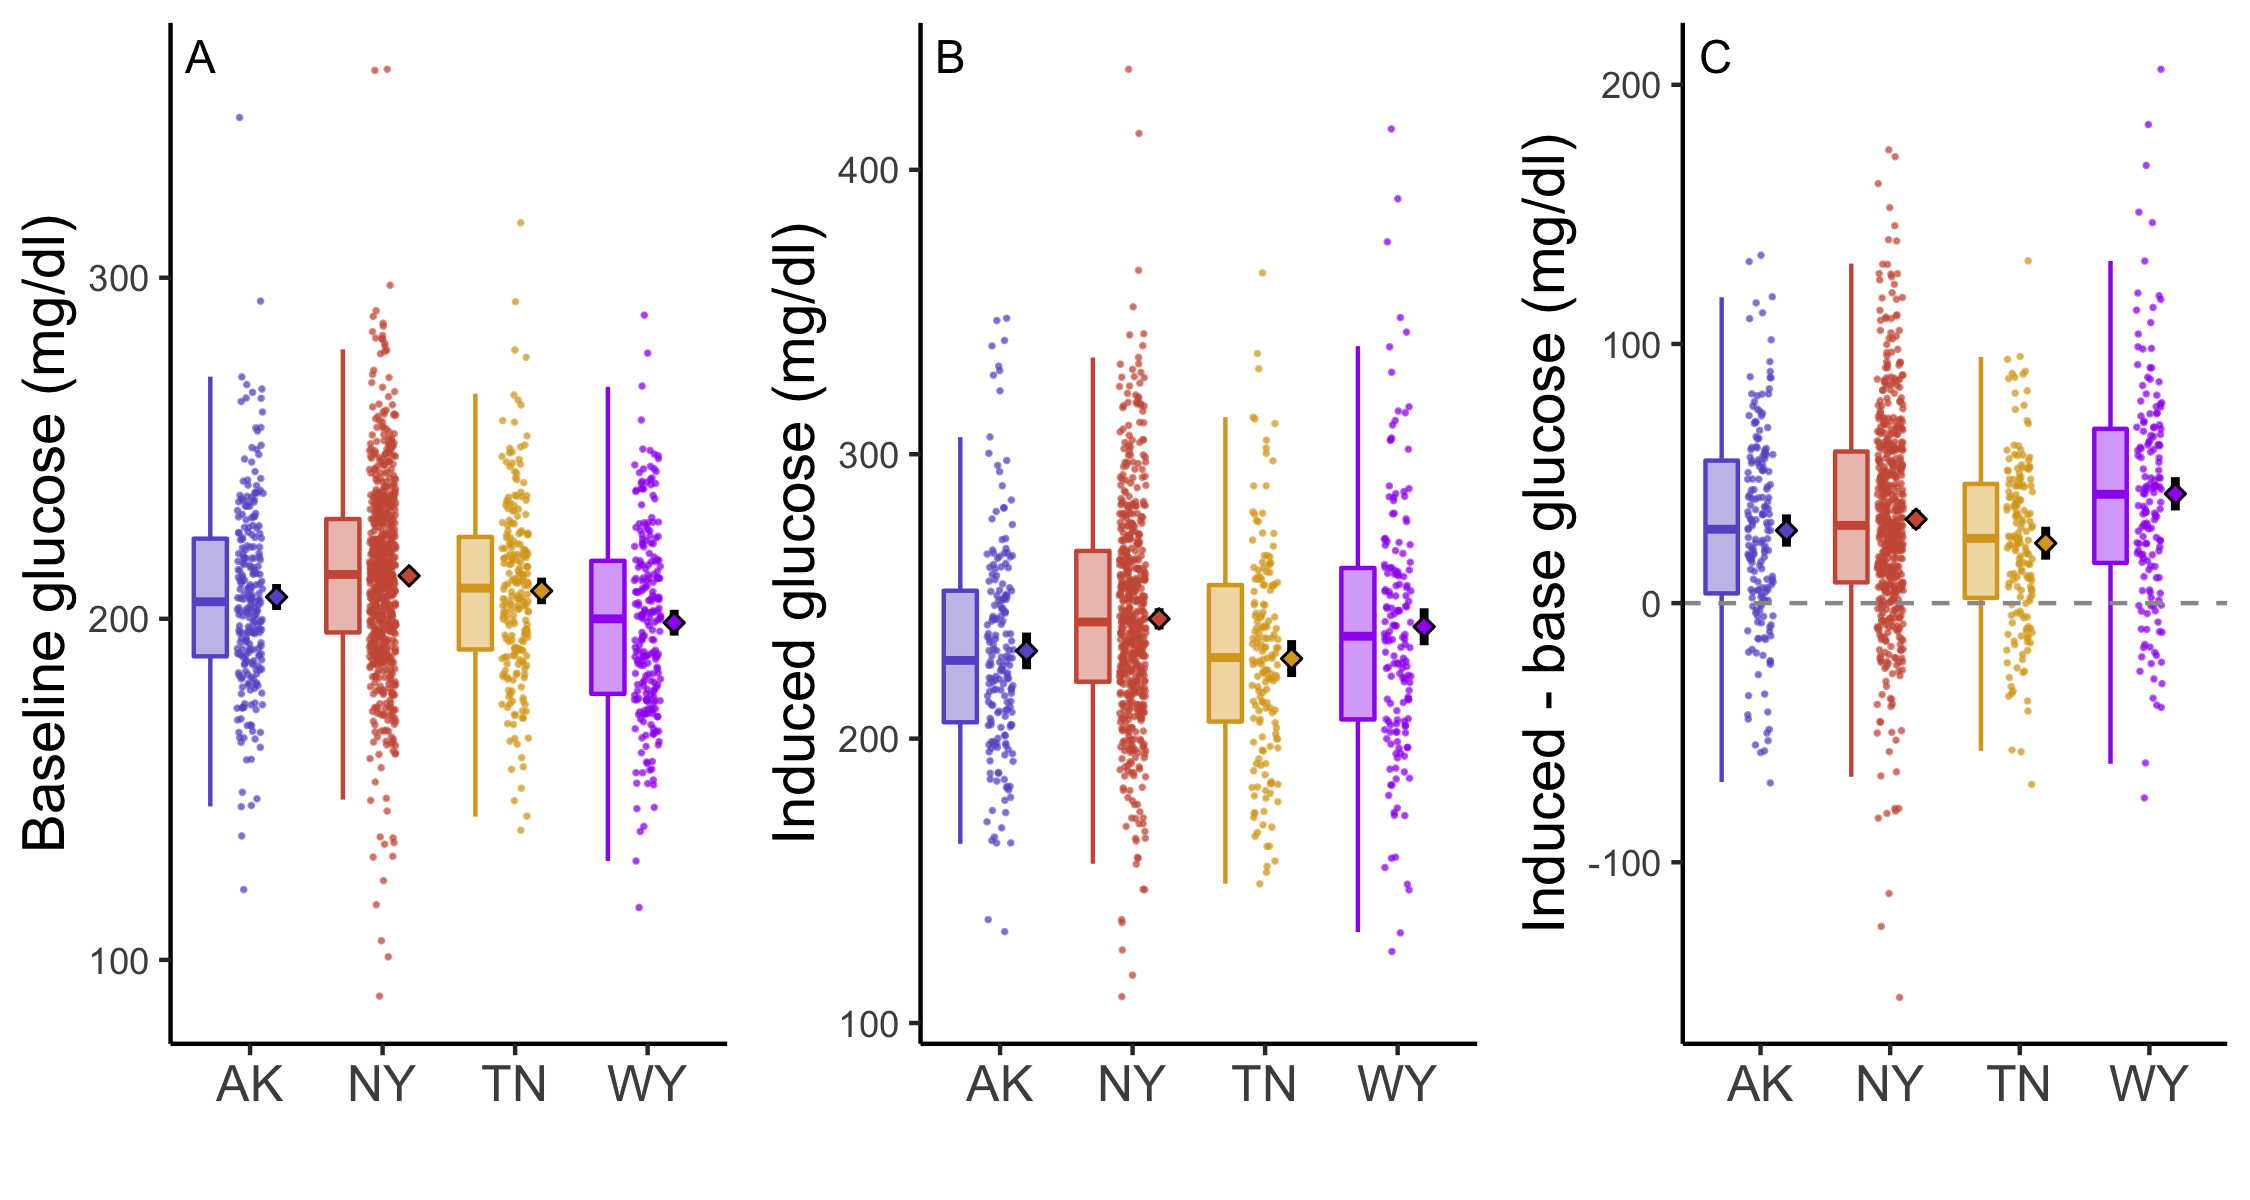 A
Baseline glucose (mg/dl)
300
200
100
AK NY TN WY
B
Induced glucose (mg/dl)
400
300
200
100
AK NY TN WY
C
Induced - base glucose (mg/dl)
200
100
0
-100
AK NY TN WY